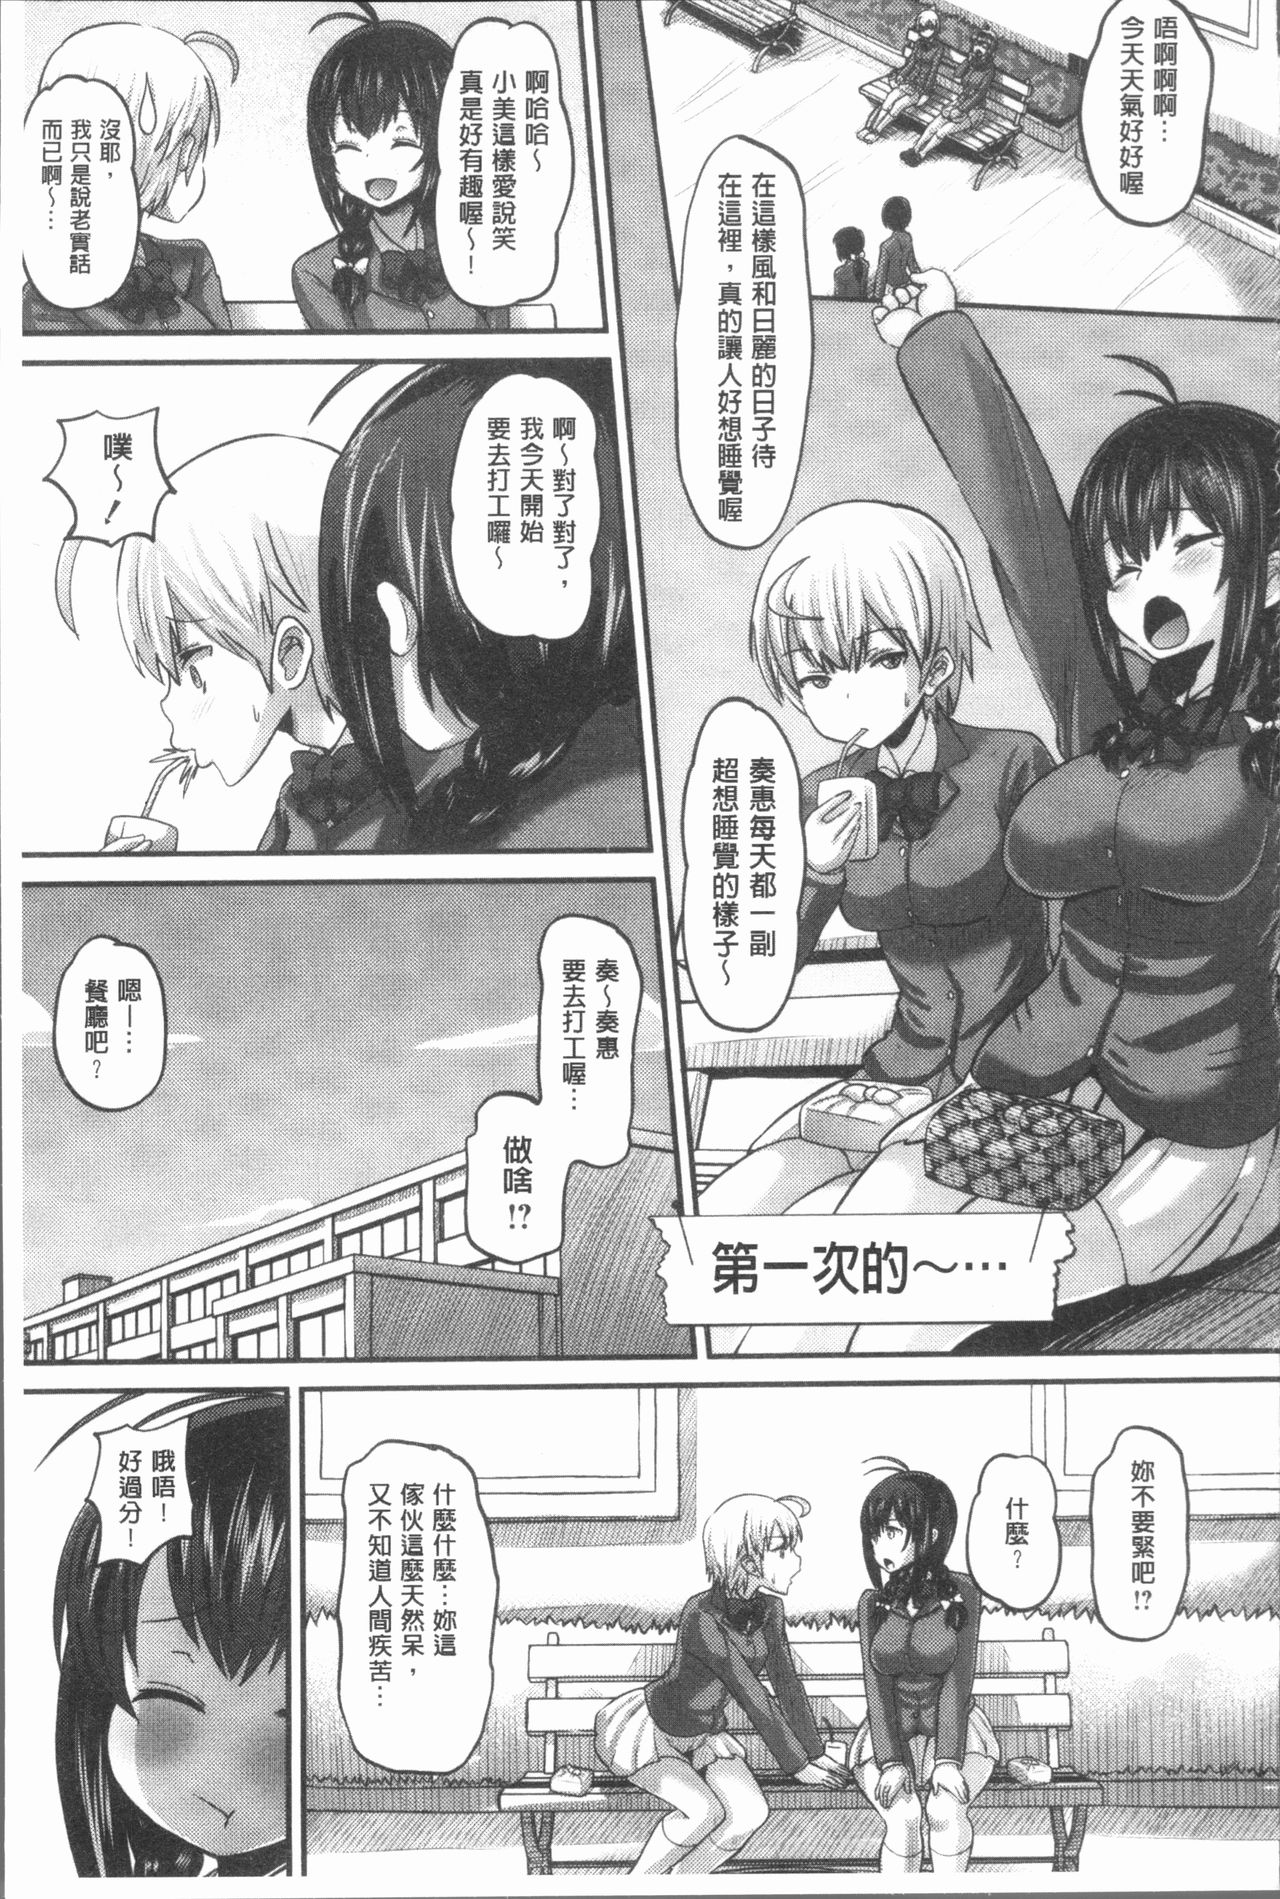 唔啊啊啊…
今天天氣好好喔
在這樣風和日麗的日子待
在這裡，真的讓人好想睡覺喔
奏惠每天都一副
超想睡覺的樣子～
第一次的～…
啊哈哈～
小美這樣愛說笑
真是好有趣喔～！
沒耶，
我只是說老實話
而已啊～…
啊～對了對了，
我今天開始
要去打工囉～
噗～！
奏～奏惠
要去打工喔…
做啥!?
嗯—…
餐廳吧？
妳不要緊吧!?
什麼？
什麼什麼…妳這
傢伙這麼天然呆，
又不知道人間疾苦…
哦唔！
好過分！